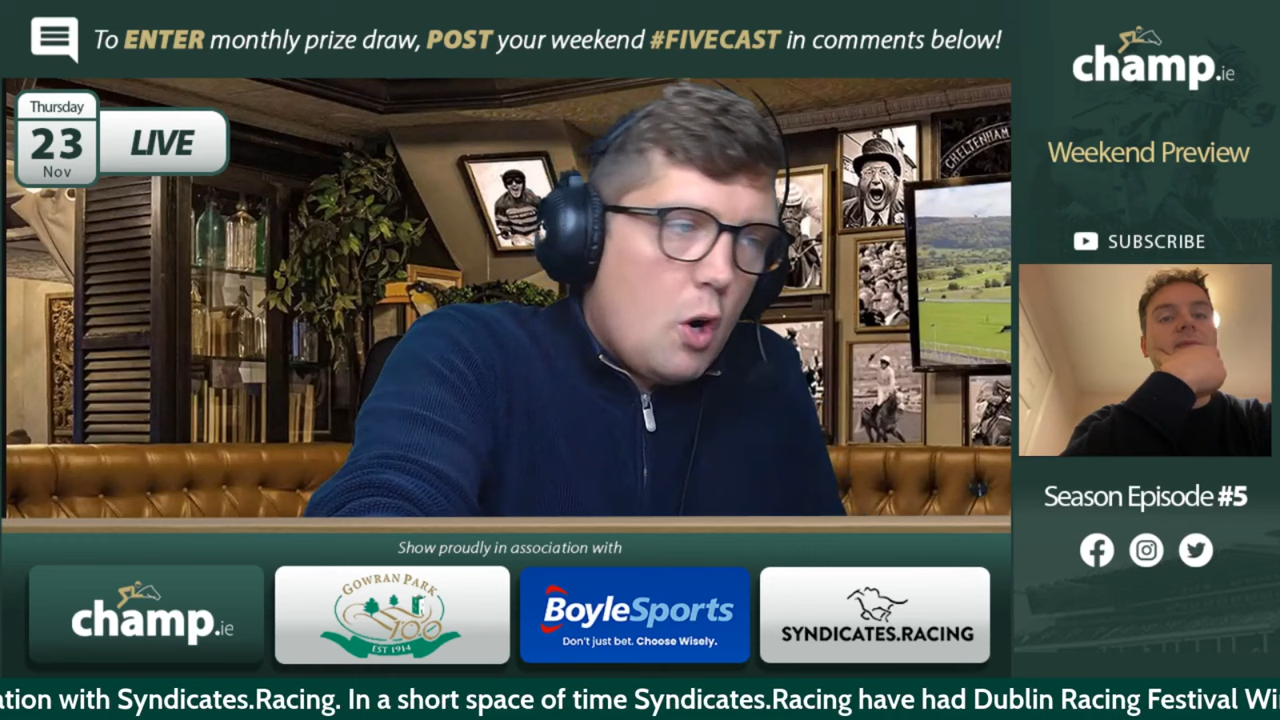 To ENTER monthly prize draw, POST your weekend #FIVECAST in comments below!
champ.ie
Thursday
23
Nov
LIVE
CHELTENHAM
Weekend Preview
SUBSCRIBE
Season Episode #5
Show proudly in association with
champ.ie
GOWRAN PARK
100
EST 1914
BoyleSports
Don't just bet. Choose Wisely.
SYNDICATES.RACING
ation with Syndicates.Racing. In a short space of time Syndicates.Racing have had Dublin Racing Festival Wi